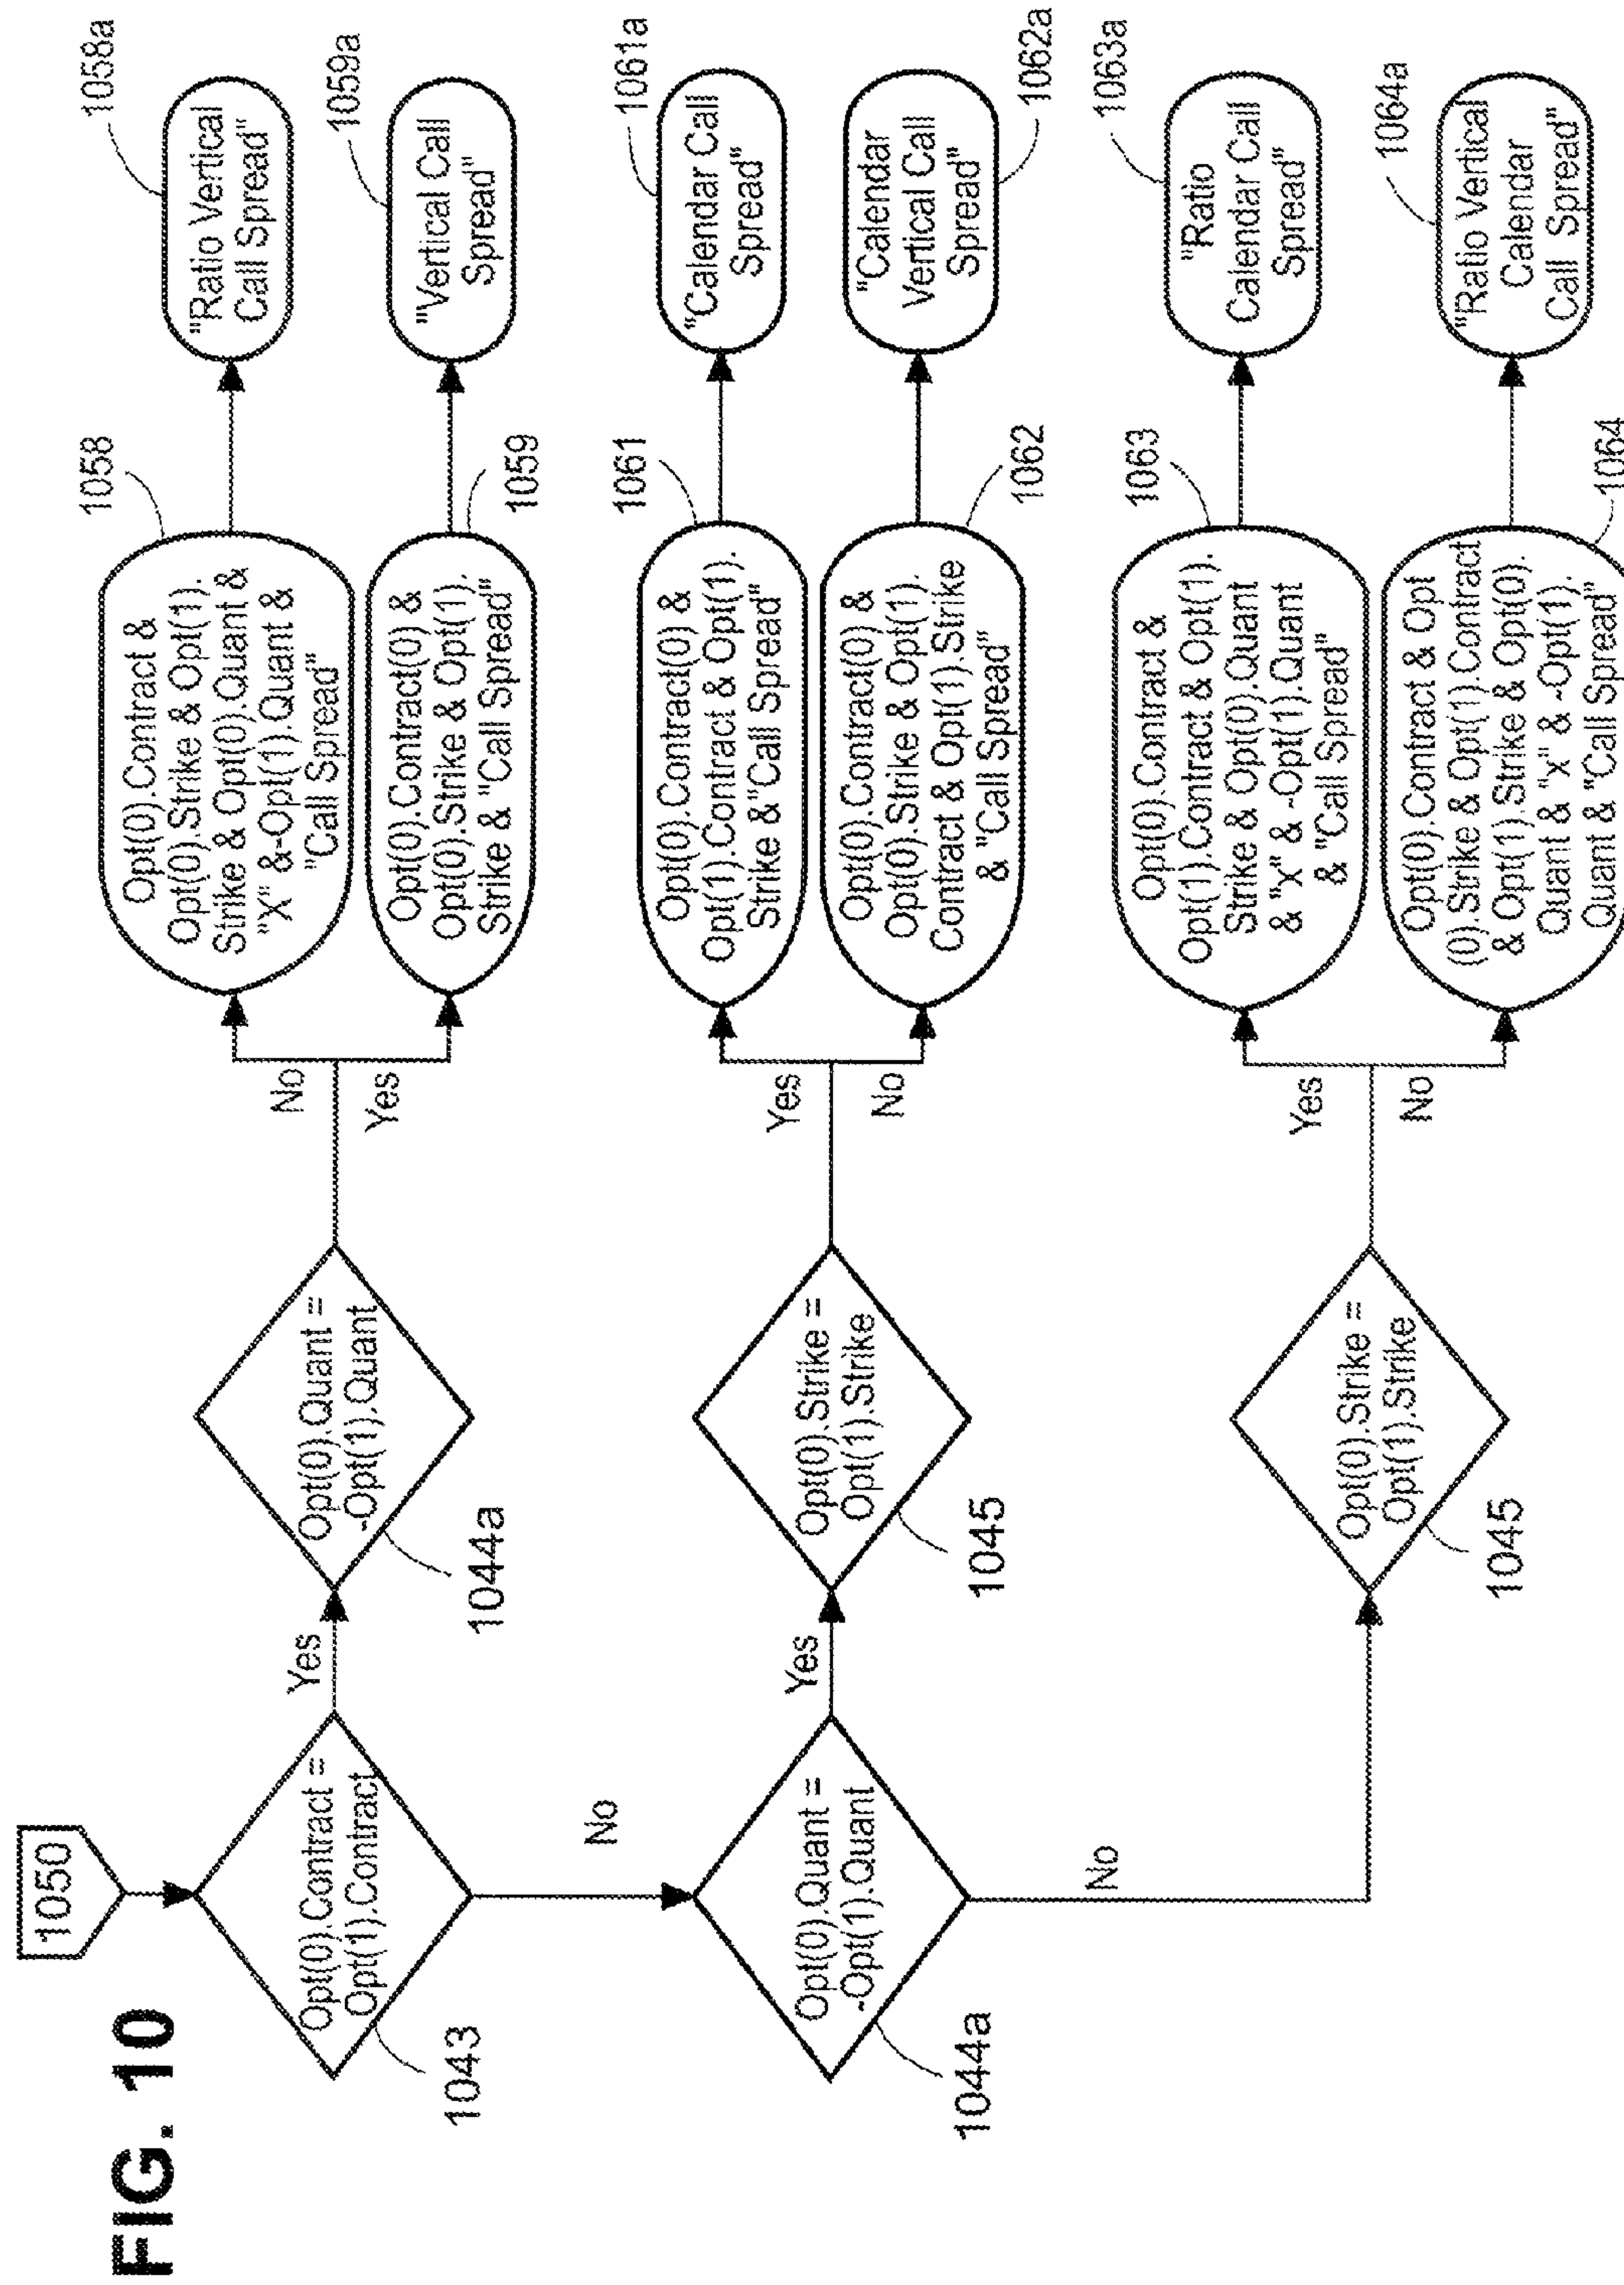 FIG. 10
1050
Opt(0).Contract =
Opt(1).Contract
1043
Yes
Opt(0).Quant =
-Opt(1).Quant
1044a
No
Yes
Opt(0).Contract &
Opt(0).Strike & Opt(1).
Strike & Opt(0).Quant &
"X" &-Opt(1).Quant &
"Call Spread"
1058
"Ratio Vertical
Call Spread"
1058a
Opt(0).Contract(0) &
Opt(0).Strike & Opt(1).
Strike & "Call Spread"
1059
"Vertical Call
Spread"
1059a
No
Opt(0).Quant =
-Opt(1).Quant
1044a
Yes
Opt(0).Strike =
Opt(1).Strike
1045
Yes
No
Opt(0).Contract(0) &
Opt(1).Contract & Opt(1).
Strike & "Call Spread"
1061
"Calendar Call
Spread"
1061a
Opt(0).Contract(0) &
Opt(0).Strike & Opt(1).
Contract & Opt(1).Strike
& "Call Spread"
1062
"Calendar
Vertical Call
Spread"
1062a
No
Opt(0).Strike =
Opt(1).Strike
1045
Yes
No
Opt(0).Contract &
Opt(1).Contract & Opt(1).
Strike & Opt(0).Quant
& "x" & -Opt(1).Quant
& "Call Spread"
1063
"Ratio
Calendar Call
Spread"
1063a
Opt(0).Contract & Opt
(0).Strike & Opt(1).Contract
& Opt(1).Strike & Opt(0).
Quant & "x" & -Opt(1).
Quant & "Call Spread"
1064
"Ratio Vertical
Calendar
Call Spread"
1064a